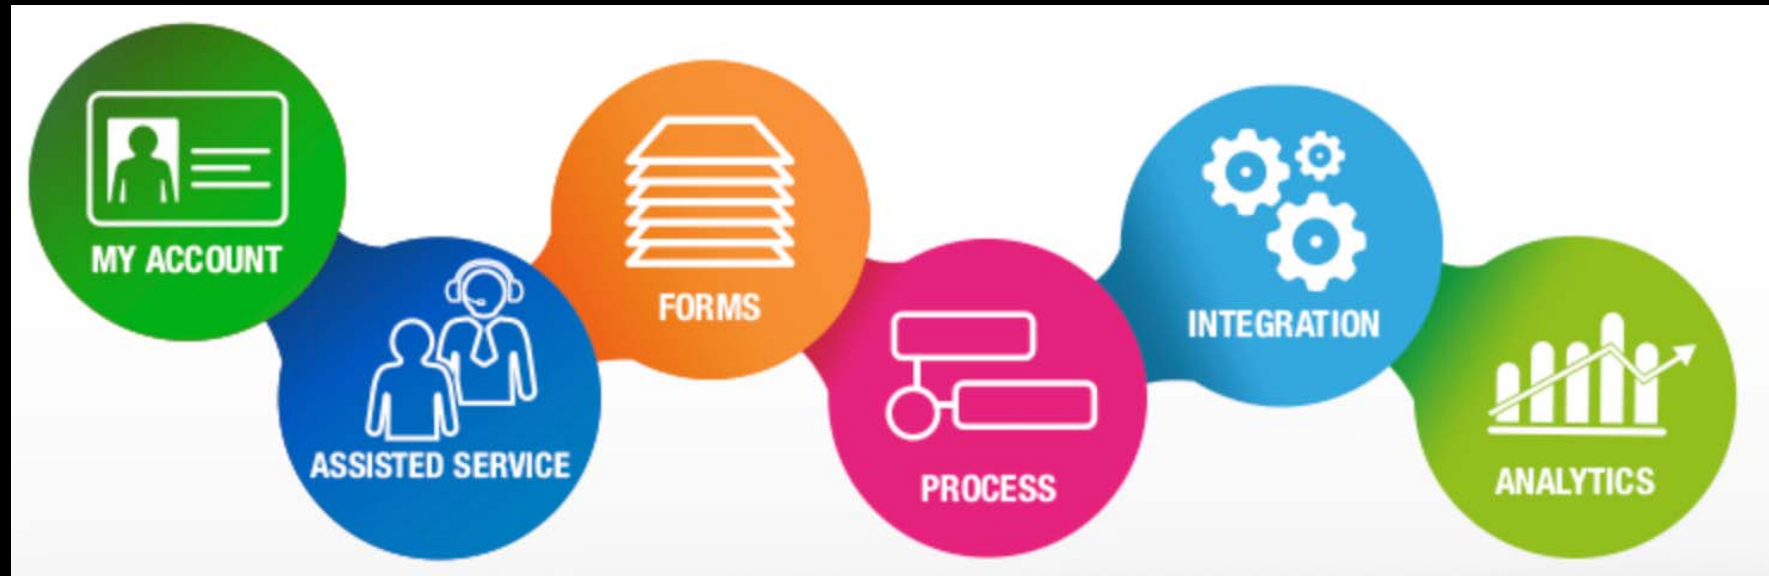 MY ACCOUNT
ASSISTED SERVICE
FORMS
PROCESS
INTEGRATION
ANALYTICS